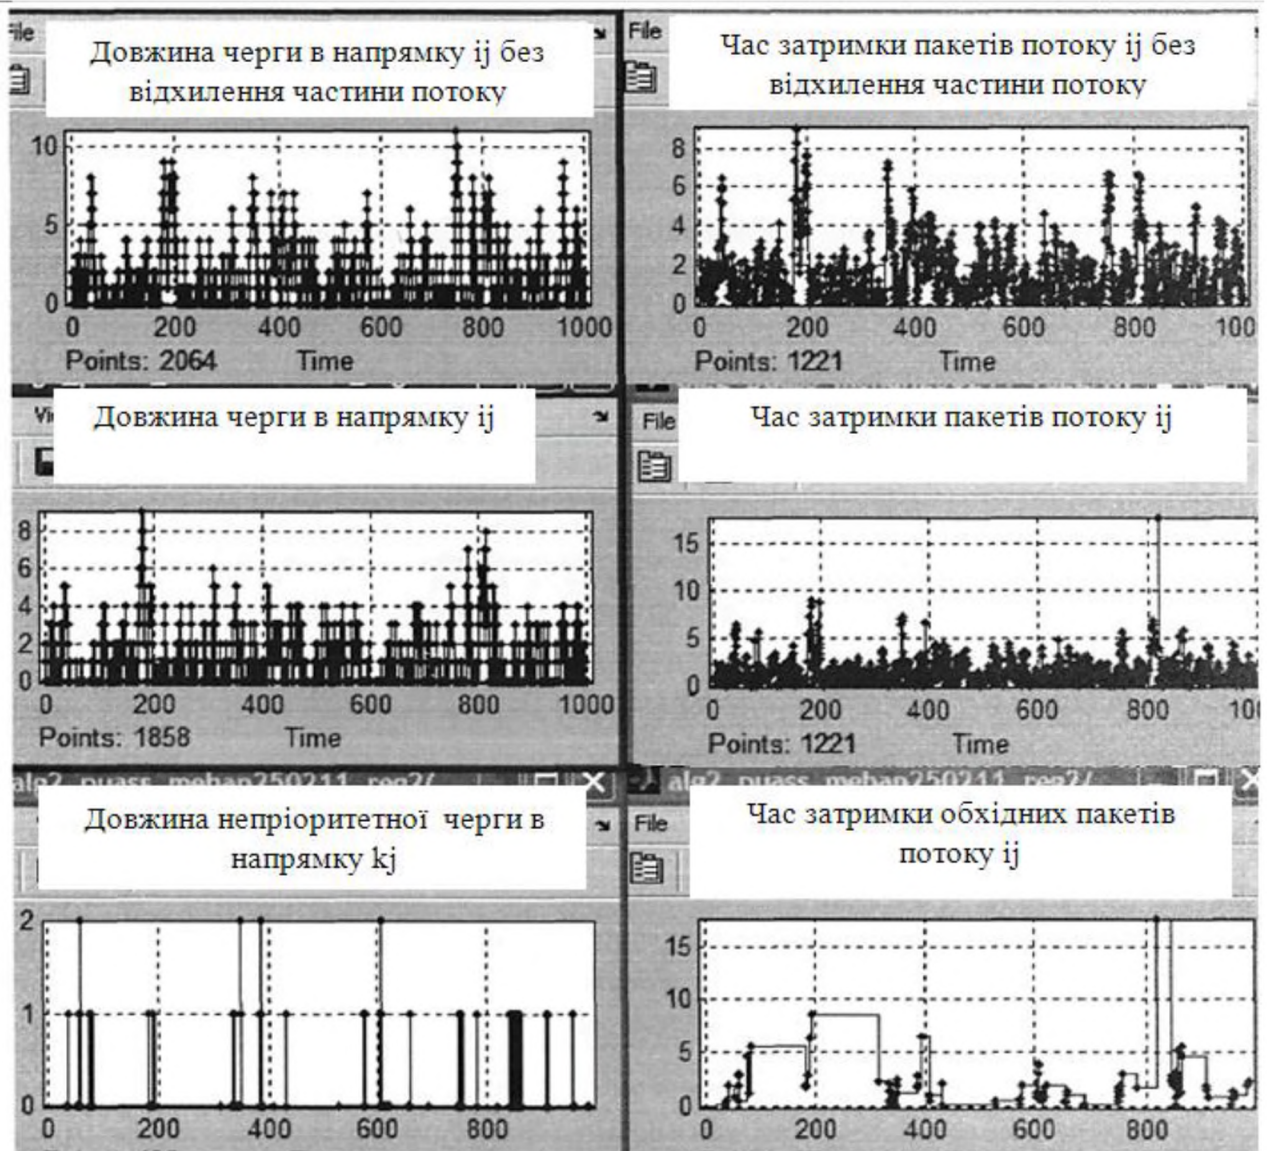 File
Довжина черги в напрямку ij без
відхилення частини потоку
10
5
0
0 200 400 600 800 1000
Points: 2064 Time
File
Час затримки пакетів потоку ij без
відхилення частини потоку
8
6
4
2
0
0 200 400 600 800 100
Points: 1221 Time
Довжина черги в напрямку ij
8
6
4
2
0
0 200 400 600 800 1000
Points: 1858 Time
File
Час затримки пакетів потоку ij
15
10
5
0
0 200 400 600 800 10
Points: 1221 Time
Довжина непріоритетної черги в
напрямку kj
2
1
0
0 200 400 600 800
File
Час затримки обхідних пакетів
потоку ij
15
10
5
0
0 200 400 600 800